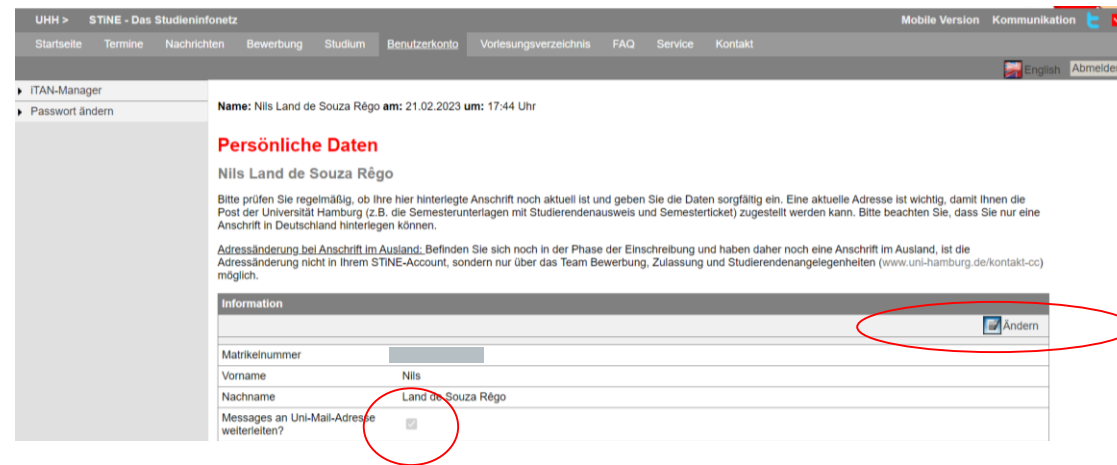 UHH > STiNE - Das Studieninfonetz Mobile Version Kommunikation
Startseite Termine Nachrichten Bewerbung Studium Benutzerkonto Vorlesungsverzeichnis FAQ Service Kontakt
English Abmelden
iTAN-Manager
Passwort ändern
Name: Nils Land de Souza Rêgo am: 21.02.2023 um: 17:44 Uhr
Persönliche Daten
Nils Land de Souza Rêgo
Bitte prüfen Sie regelmäßig, ob Ihre hier hinterlegte Anschrift noch aktuell ist und geben Sie die Daten sorgfältig ein. Eine aktuelle Adresse ist wichtig, damit Ihnen die
Post der Universität Hamburg (z.B. die Semesterunterlagen mit Studierendenausweis und Semesterticket) zugestellt werden kann. Bitte beachten Sie, dass Sie nur eine
Anschrift in Deutschland hinterlegen können.
Adressänderung bei Anschrift im Ausland: Befinden Sie sich noch in der Phase der Einschreibung und haben daher noch eine Anschrift im Ausland, ist die
Adressänderung nicht in Ihrem STiNE-Account, sondern nur über das Team Bewerbung, Zulassung und Studierendenangelegenheiten (www.uni-hamburg.de/kontakt-cc)
möglich.
Information
Ändern
Matrikelnummer
Vorname Nils
Nachname Land de Souza Rêgo
Messages an Uni-Mail-Adresse
weiterleiten?